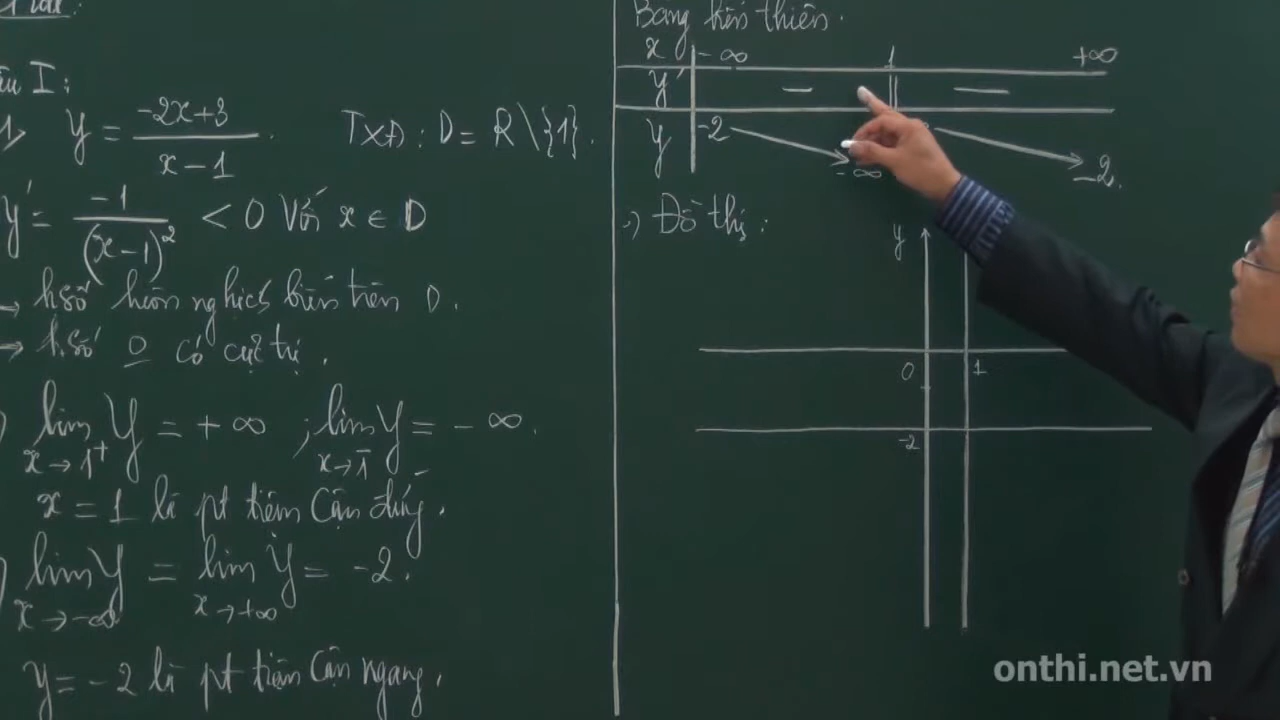 Câu I:
1) y = (-2x+3)/(x-1). TXĐ: D = R\{1}.
y' = -1/(x-1)² < 0 Với x ∈ D
→ h.số luôn nghịch biến trên D.
→ h.số 0 có cực trị.
lim y = +∞ ; lim y = -∞.
x→1⁺ x→1⁻
x = 1 là pt tiệm cận đứng.
lim y = lim y = -2.
x→-∞ x→+∞
y = -2 là pt tiệm cận ngang.
Bảng biến thiên.
x -∞ 1 +∞
y' — || —
y -2 -∞ -2.
Đồ thị:
y
0 1
-2
onthi.net.vn